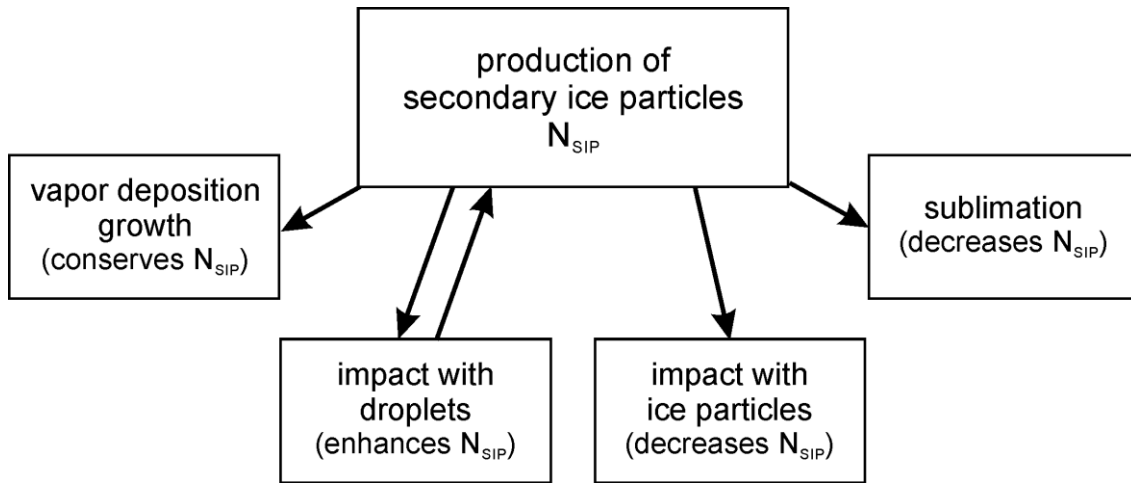 production of
secondary ice particles
N_SIP
vapor deposition
growth
(conserves N_SIP)
sublimation
(decreases N_SIP)
impact with
droplets
(enhances N_SIP)
impact with
ice particles
(decreases N_SIP)